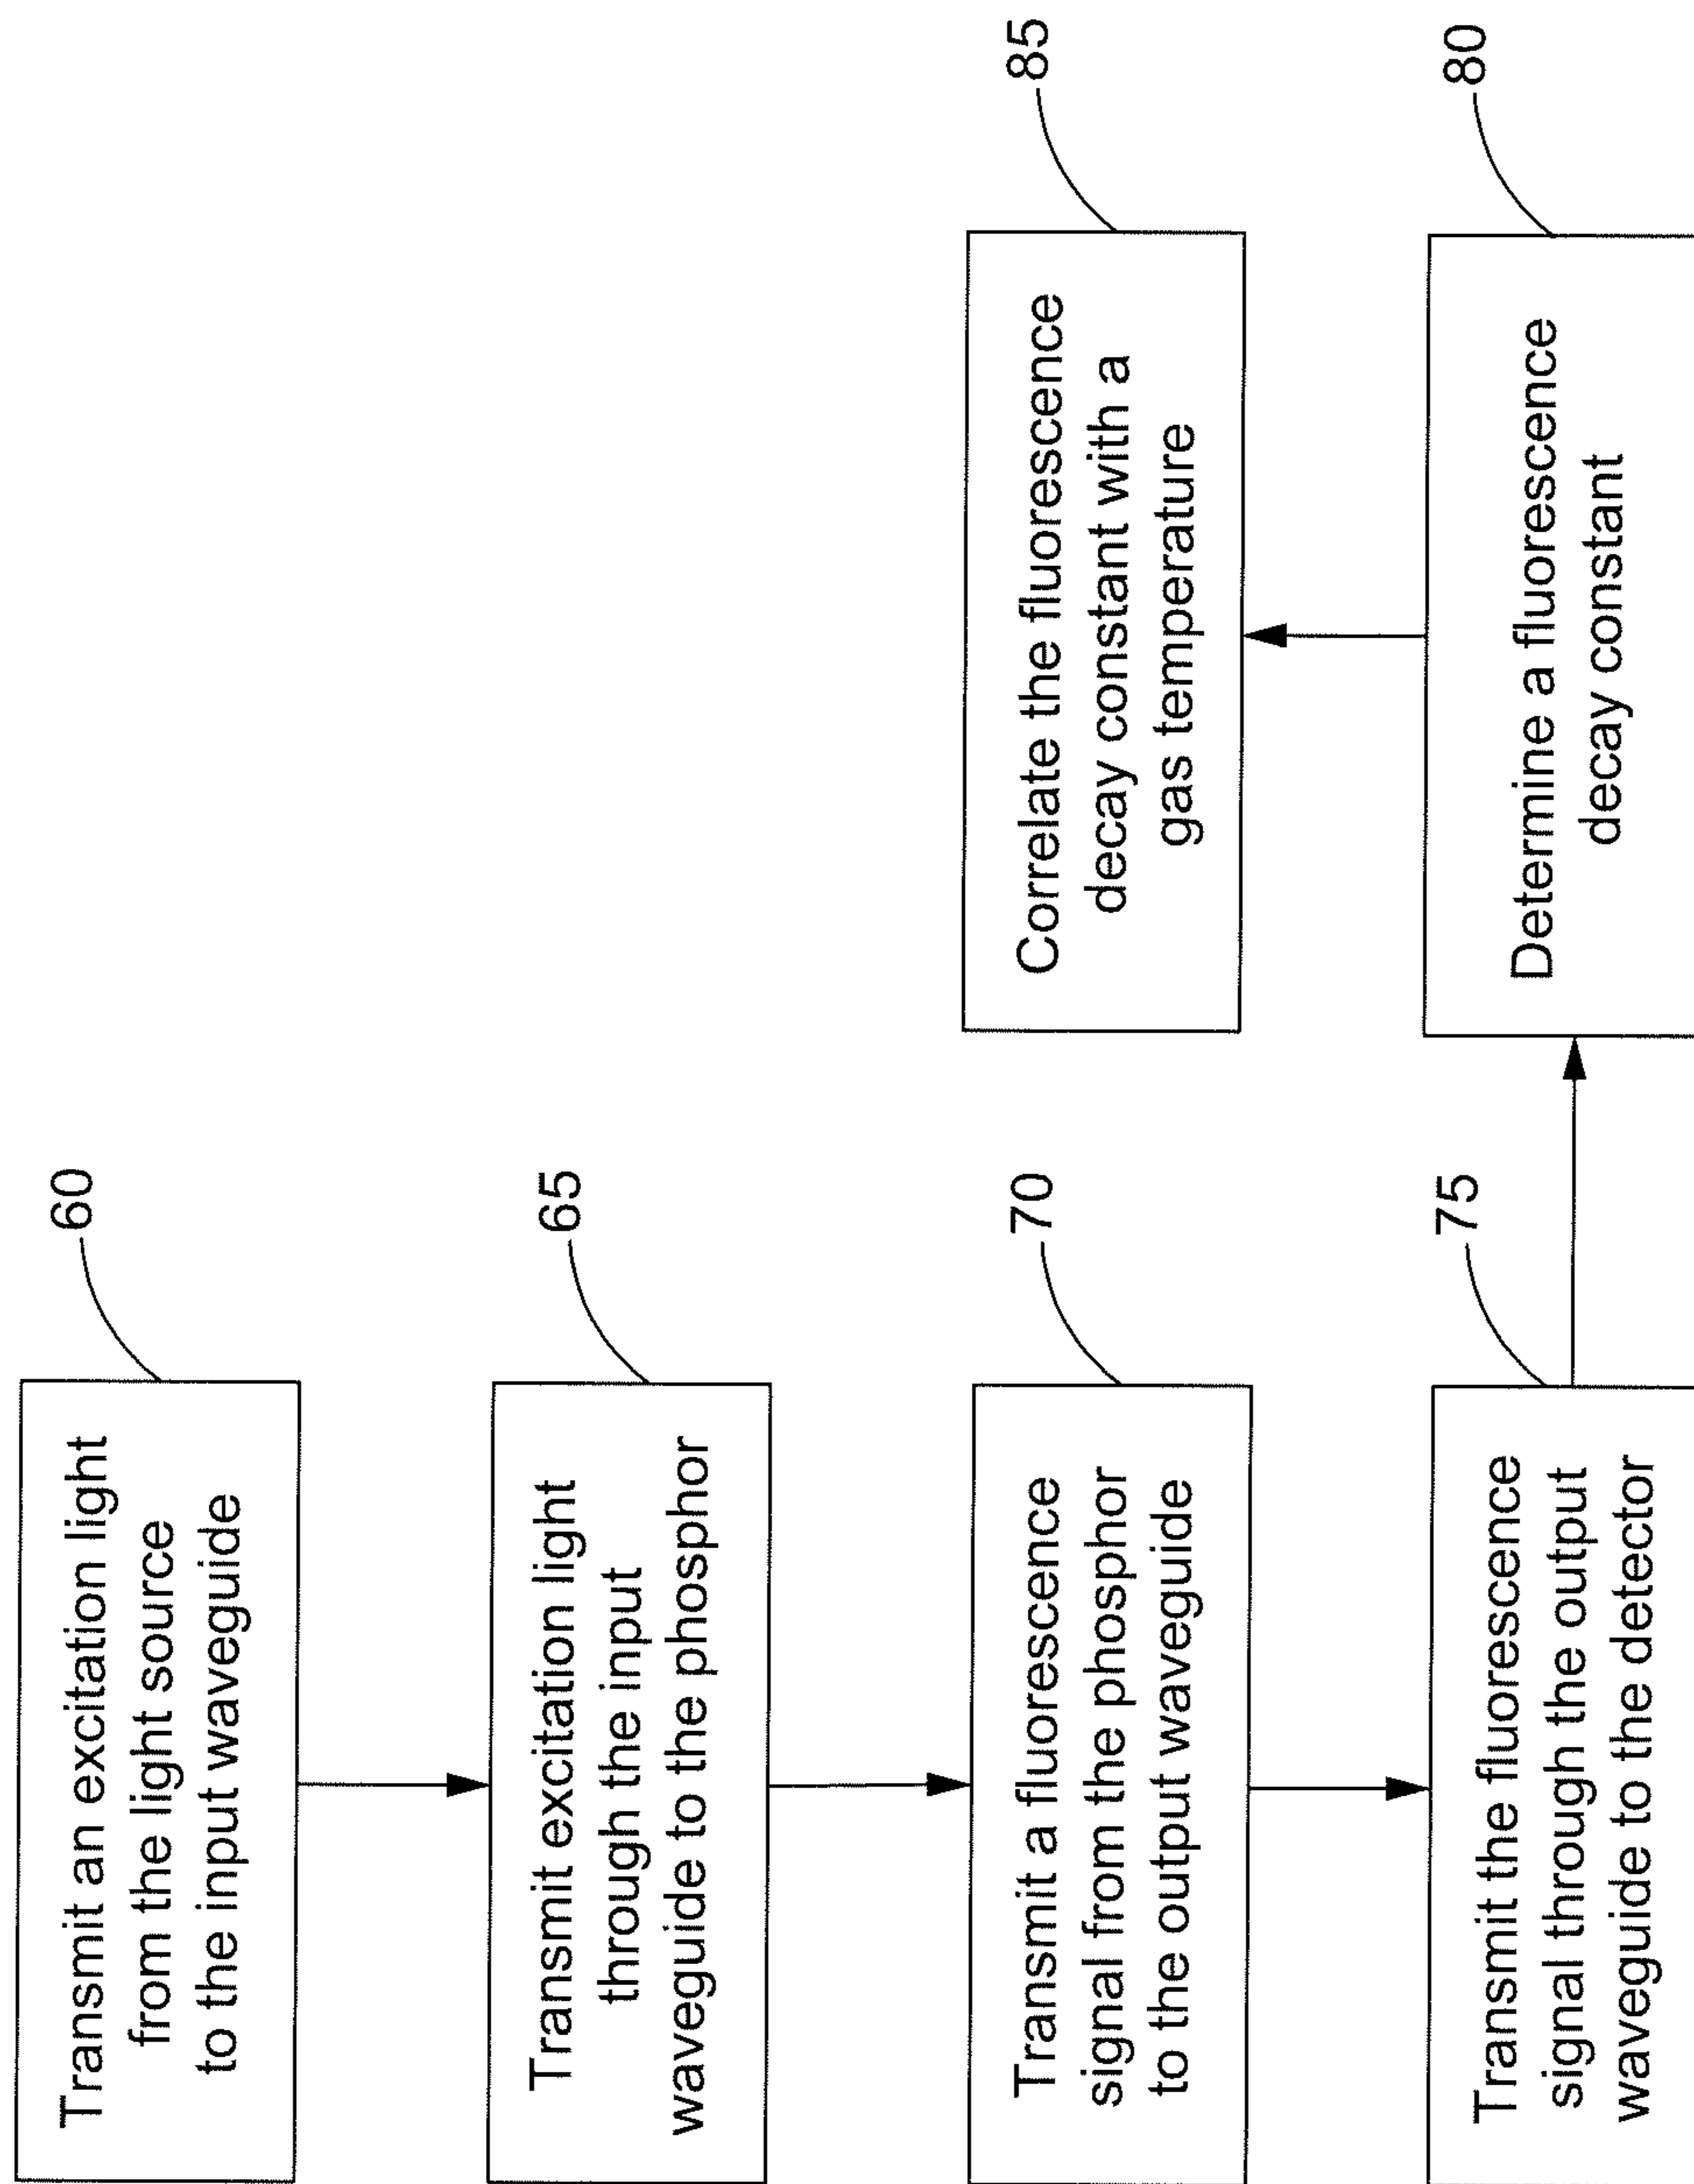 Transmit an excitation light
from the light source
to the input waveguide
60
Transmit excitation light
through the input
waveguide to the phosphor
65
Transmit a fluorescence
signal from the phosphor
to the output waveguide
70
Transmit the fluorescence
signal through the output
waveguide to the detector
75
Determine a fluorescence
decay constant
80
Correlate the fluorescence
decay constant with a
gas temperature
85